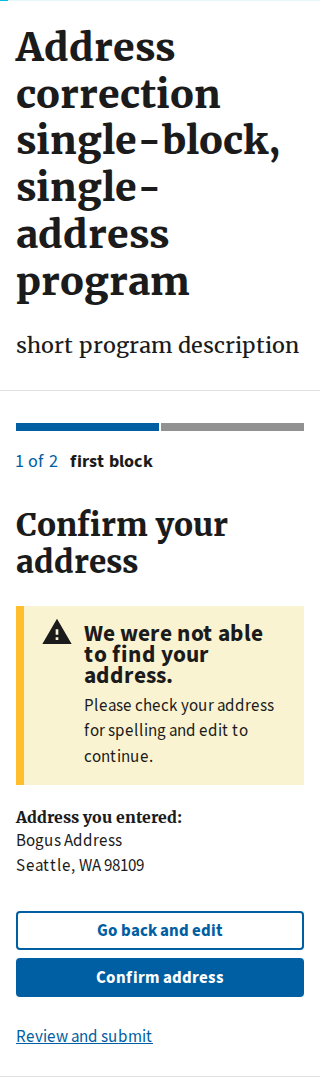 Address
correction
single-block,
single-
address
program
short program description
1 of 2 first block
Confirm your
address
We were not able
to find your
address.
Please check your address
for spelling and edit to
continue.
Address you entered:
Bogus Address
Seattle, WA 98109
Go back and edit
Confirm address
Review and submit